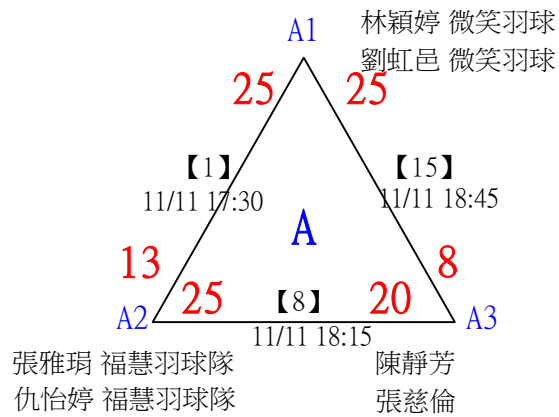 A1
林穎婷 微笑羽球
劉虹邑 微笑羽球
25
25
【1】
11/11 17:30
【15】
11/11 18:45
A
13
8
25
【8】
20
A2
11/11 18:15
A3
張雅琄 福慧羽球隊
仇怡婷 福慧羽球隊
陳靜芳
張慈倫